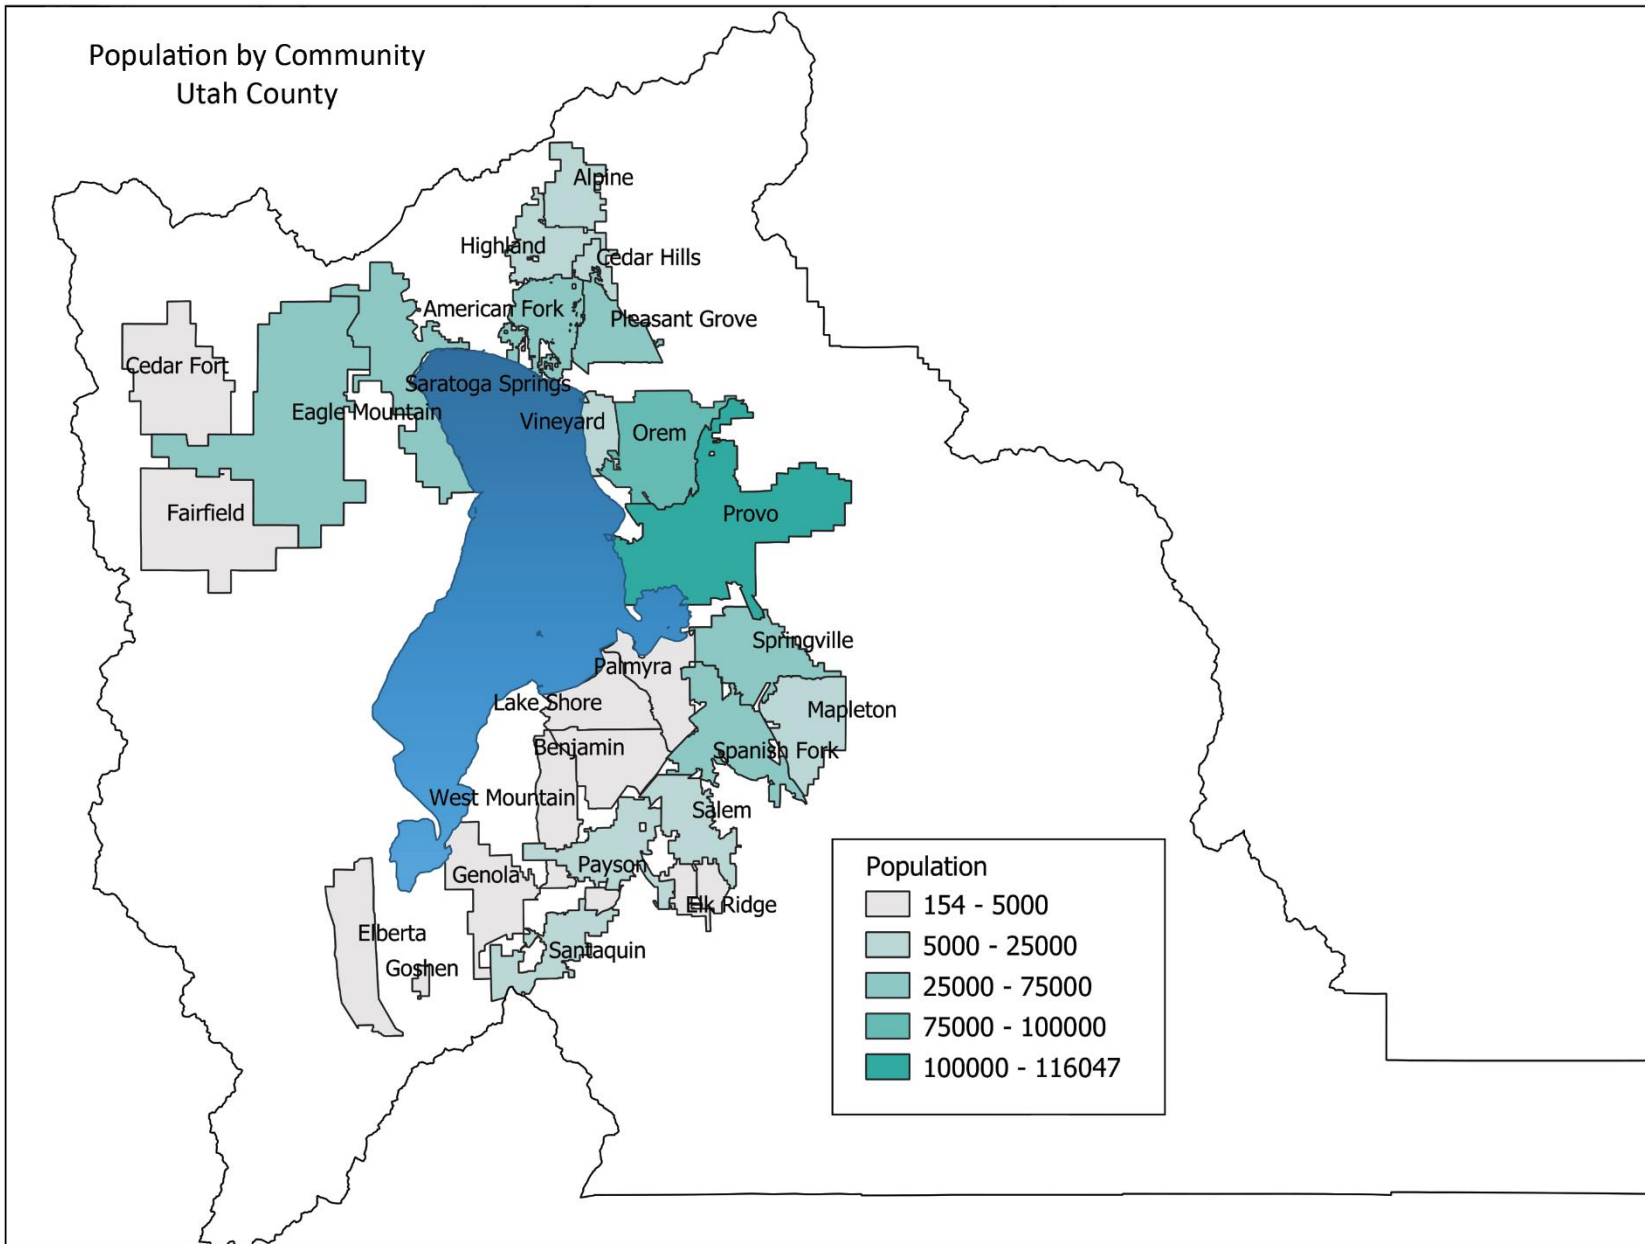 Population by Community
Utah County
Alpine
Highland
Cedar Hills
American Fork
Pleasant Grove
Cedar Fort
Saratoga Springs
Eagle Mountain
Vineyard
Orem
Fairfield
Provo
Springville
Palmyra
Lake Shore
Mapleton
Benjamin
Spanish Fork
West Mountain
Salem
Payson
Genola
Elk Ridge
Elberta
Santaquin
Goshen
Population
154 - 5000
5000 - 25000
25000 - 75000
75000 - 100000
100000 - 116047